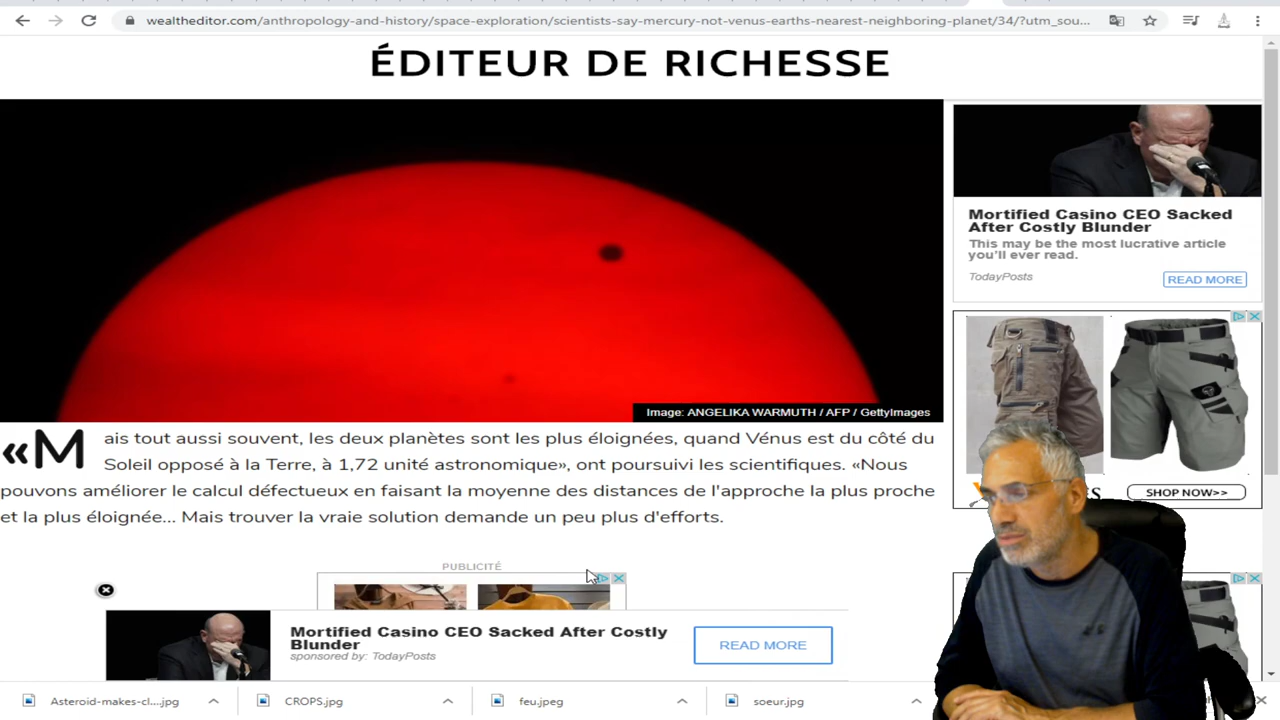 wealtheditor.com/anthropology-and-history/space-exploration/scientists-say-mercury-not-venus-earths-nearest-neighboring-planet/34/?utm_sou...
ÉDITEUR DE RICHESSE
Image: ANGELIKA WARMUTH / AFP / GettyImages
«Mais tout aussi souvent, les deux planètes sont les plus éloignées, quand Vénus est du côté du
Soleil opposé à la Terre, à 1,72 unité astronomique», ont poursuivi les scientifiques. «Nous
pouvons améliorer le calcul défectueux en faisant la moyenne des distances de l'approche la plus proche
et la plus éloignée... Mais trouver la vraie solution demande un peu plus d'efforts.
Mortified Casino CEO Sacked
After Costly Blunder
This may be the most lucrative article
you'll ever read.
TodayPosts
READ MORE
SHOP NOW>>
PUBLICITÉ
Mortified Casino CEO Sacked After Costly
Blunder
sponsored by: TodayPosts
READ MORE
Asteroid-makes-cl....jpg
CROPS.jpg
feu.jpeg
soeur.jpg